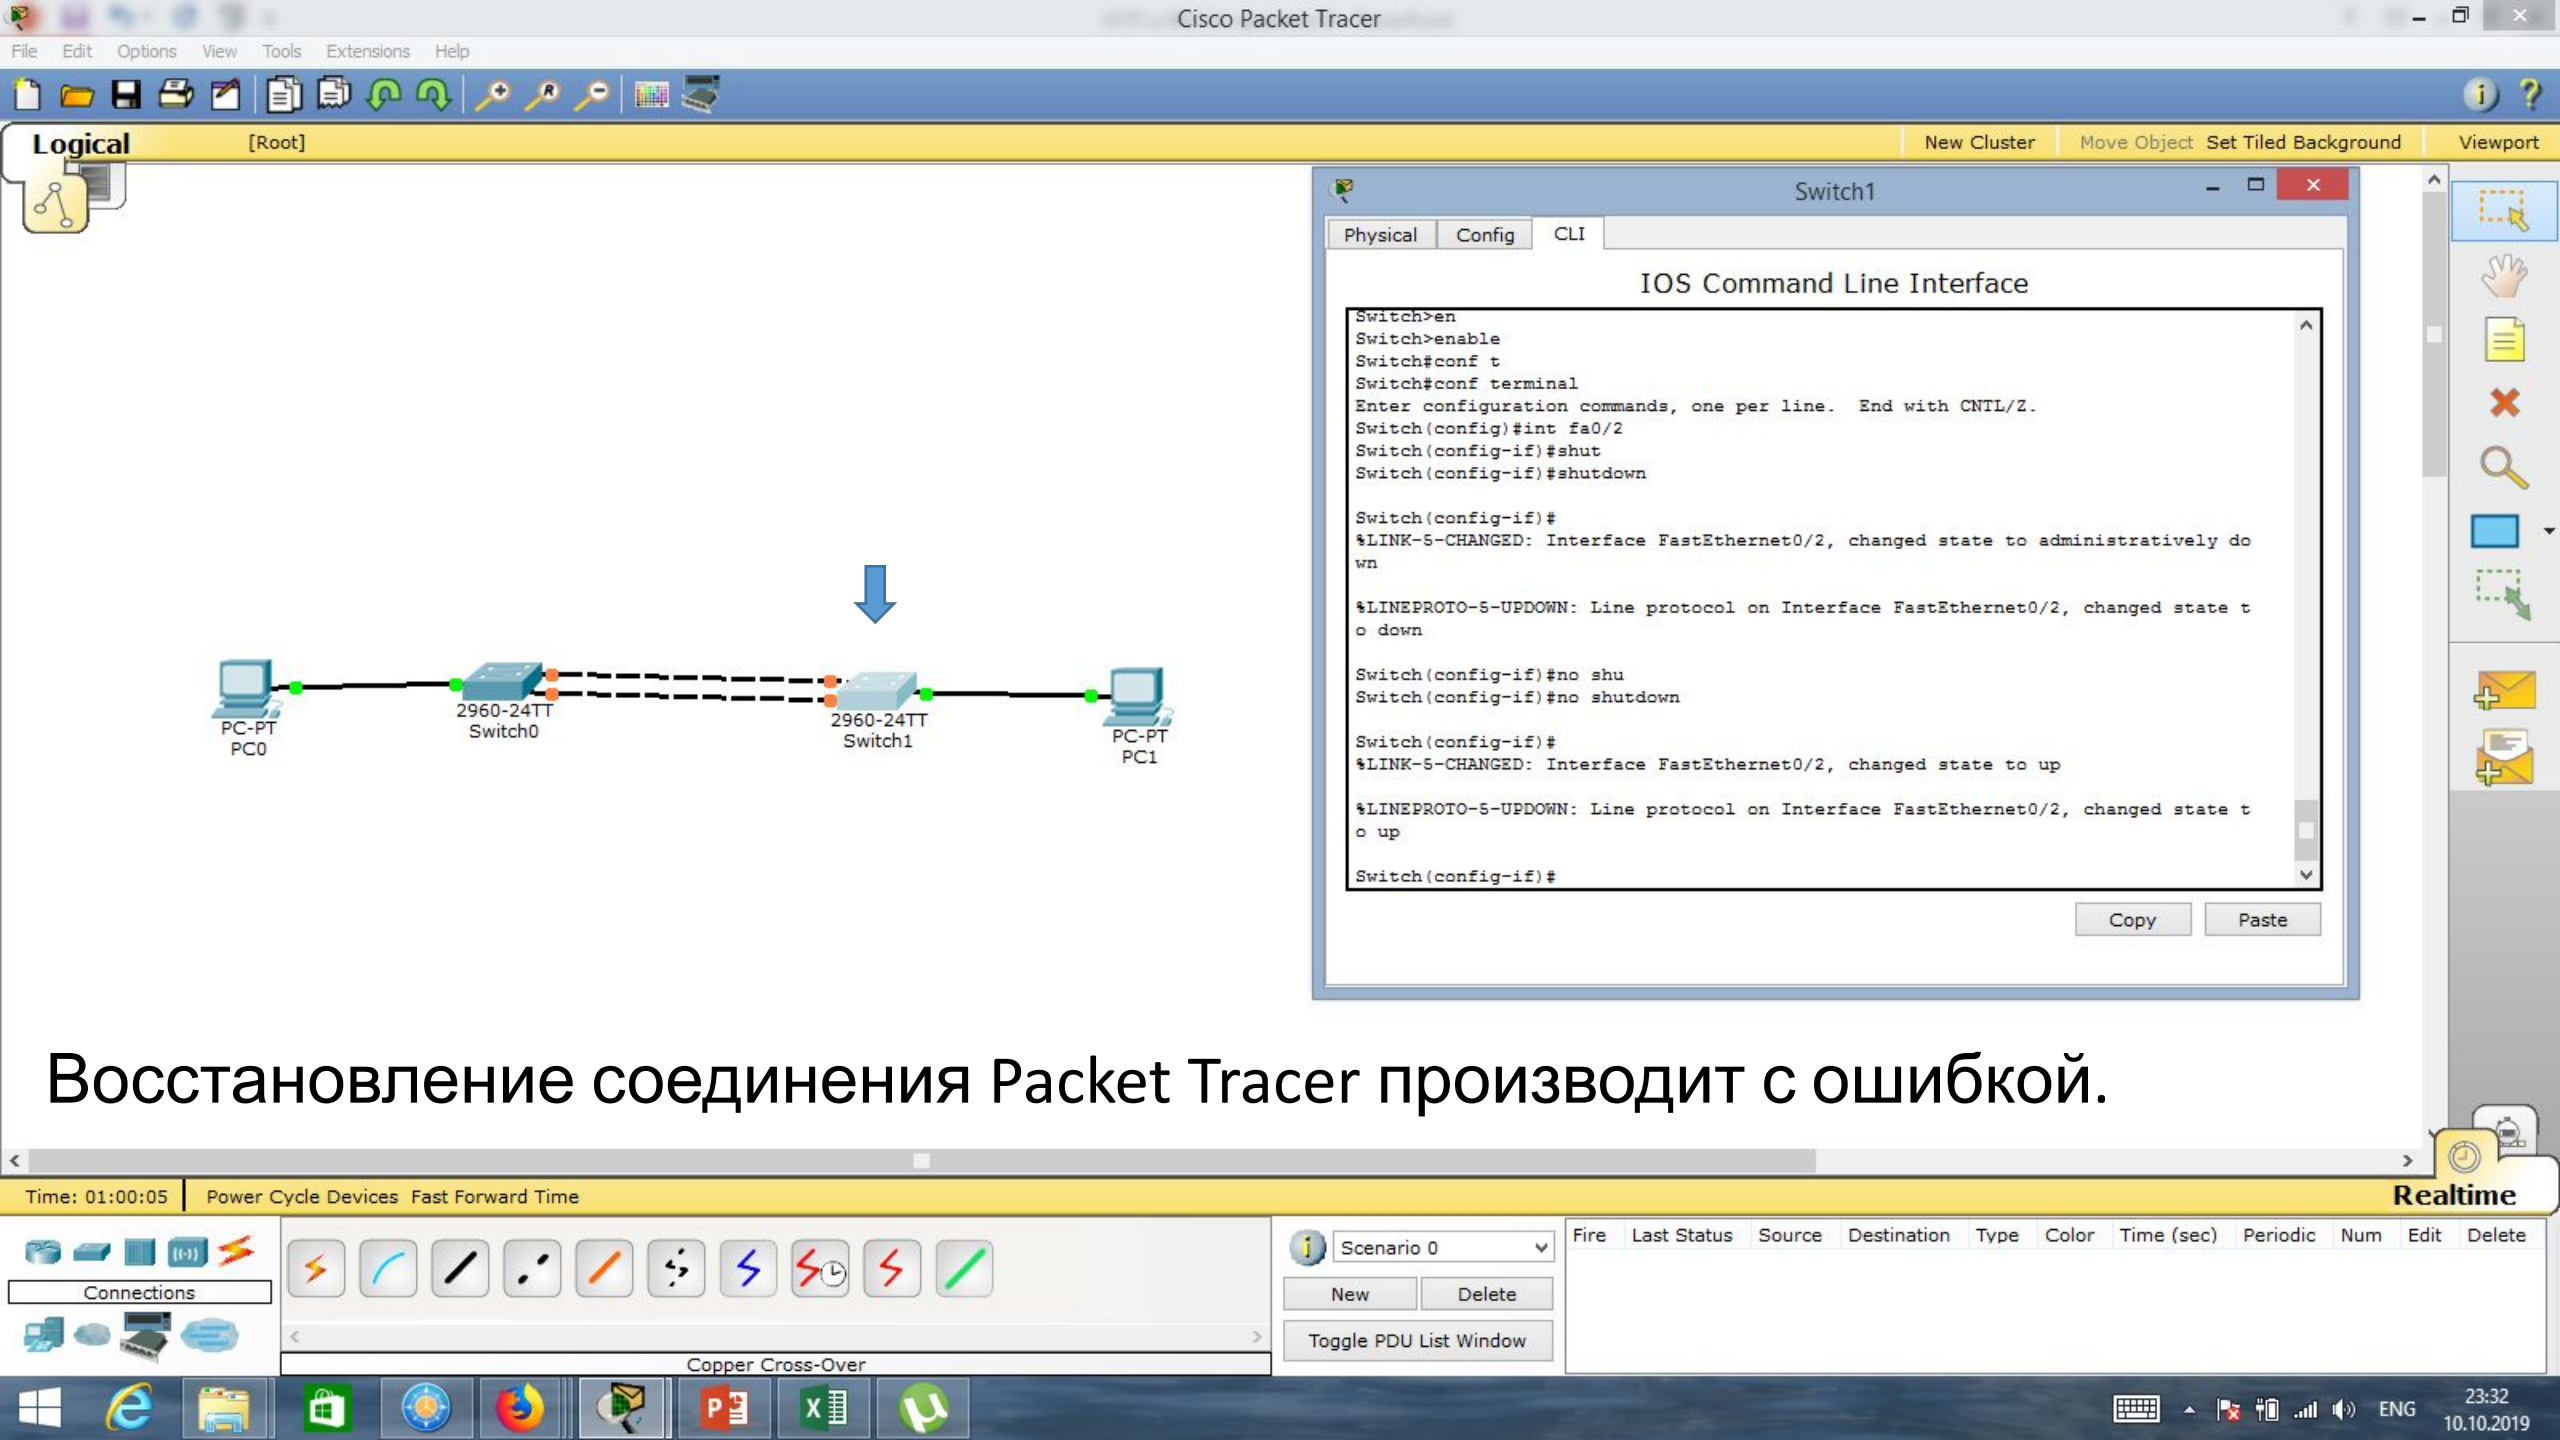 Cisco Packet Tracer
File Edit Options View Tools Extensions Help
Logical [Root] New Cluster Move Object Set Tiled Background Viewport
Switch1
Physical Config CLI
IOS Command Line Interface
Switch>en
Switch>enable
Switch#conf t
Switch#conf terminal
Enter configuration commands, one per line.  End with CNTL/Z.
Switch(config)#int fa0/2
Switch(config-if)#shut
Switch(config-if)#shutdown
Switch(config-if)#
%LINK-5-CHANGED: Interface FastEthernet0/2, changed state to administratively do
wn
%LINEPROTO-5-UPDOWN: Line protocol on Interface FastEthernet0/2, changed state t
o down
Switch(config-if)#no shu
Switch(config-if)#no shutdown
Switch(config-if)#
%LINK-5-CHANGED: Interface FastEthernet0/2, changed state to up
%LINEPROTO-5-UPDOWN: Line protocol on Interface FastEthernet0/2, changed state t
o up
Switch(config-if)#
Copy Paste
PC-PT
PC0
2960-24TT
Switch0
2960-24TT
Switch1
PC-PT
PC1
Восстановление соединения Packet Tracer производит с ошибкой.
Time: 01:00:05 Power Cycle Devices Fast Forward Time Realtime
Connections
Copper Cross-Over
Scenario 0
New Delete
Toggle PDU List Window
Fire Last Status Source Destination Type Color Time (sec) Periodic Num Edit Delete
ENG
23:32
10.10.2019